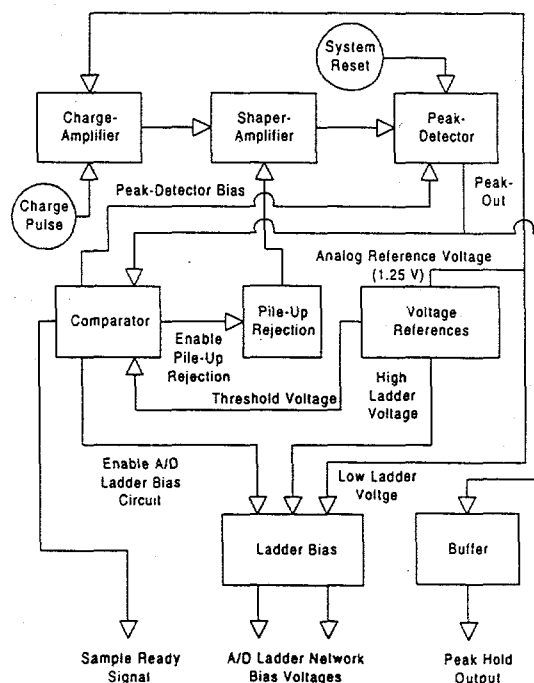 System
Reset
Charge-
Amplifier
Shaper-
Amplifier
Peak-
Detector
Charge
Pulse
Peak-Detector Bias
Peak-
Out
Analog Reference Voltage
(1.25 V)
Comparator
Enable
Pile-Up
Rejection
Pile-Up
Rejection
Voltage
References
Threshold Voltage
High
Ladder
Voltage
Enable A/D
Ladder Bias
Circuit
Low Ladder
Voltge
Ladder Bias
Buffer
Sample Ready
Signal
A/D Ladder Network
Bias Voltages
Peak Hold
Output